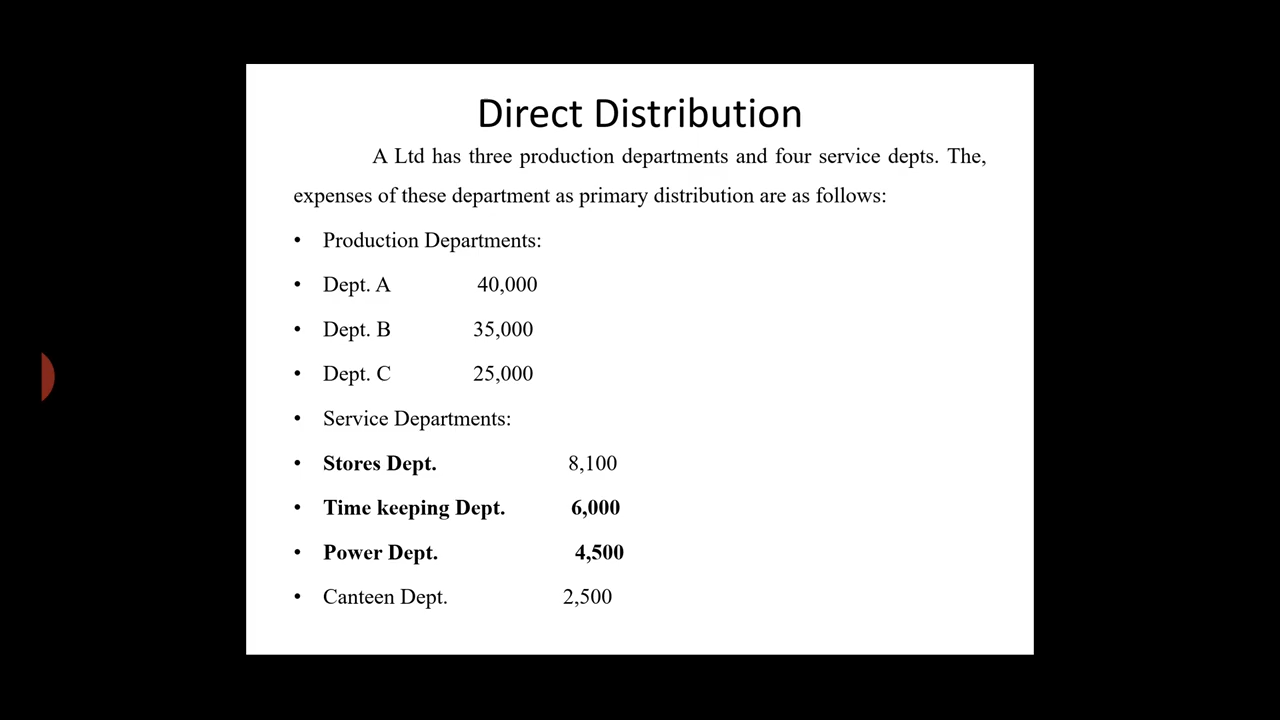 Direct Distribution
A Ltd has three production departments and four service depts. The,
expenses of these department as primary distribution are as follows:
• Production Departments:
• Dept. A 40,000
• Dept. B 35,000
• Dept. C 25,000
• Service Departments:
• Stores Dept. 8,100
• Time keeping Dept. 6,000
• Power Dept. 4,500
• Canteen Dept. 2,500